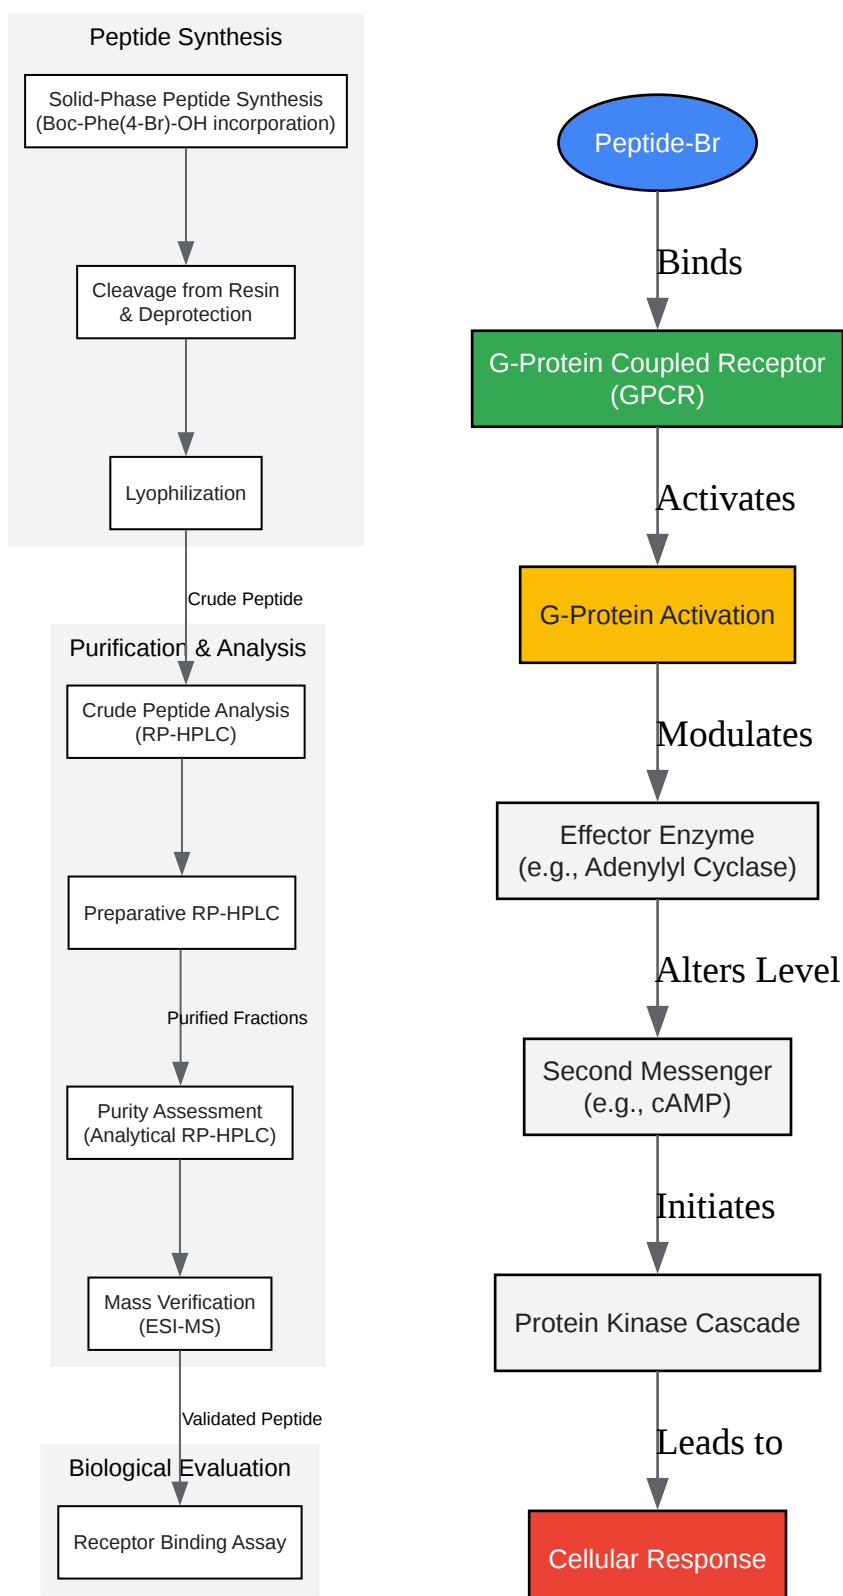 Peptide Synthesis
Solid-Phase Peptide Synthesis
(Boc-Phe(4-Br)-OH incorporation)
Cleavage from Resin
& Deprotection
Lyophilization
Crude Peptide
Purification & Analysis
Crude Peptide Analysis
(RP-HPLC)
Preparative RP-HPLC
Purified Fractions
Purity Assessment
(Analytical RP-HPLC)
Mass Verification
(ESI-MS)
Validated Peptide
Biological Evaluation
Receptor Binding Assay
Peptide-Br
Binds
G-Protein Coupled Receptor
(GPCR)
Activates
G-Protein Activation
Modulates
Effector Enzyme
(e.g., Adenylyl Cyclase)
Alters Level
Second Messenger
(e.g., cAMP)
Initiates
Protein Kinase Cascade
Leads to
Cellular Response